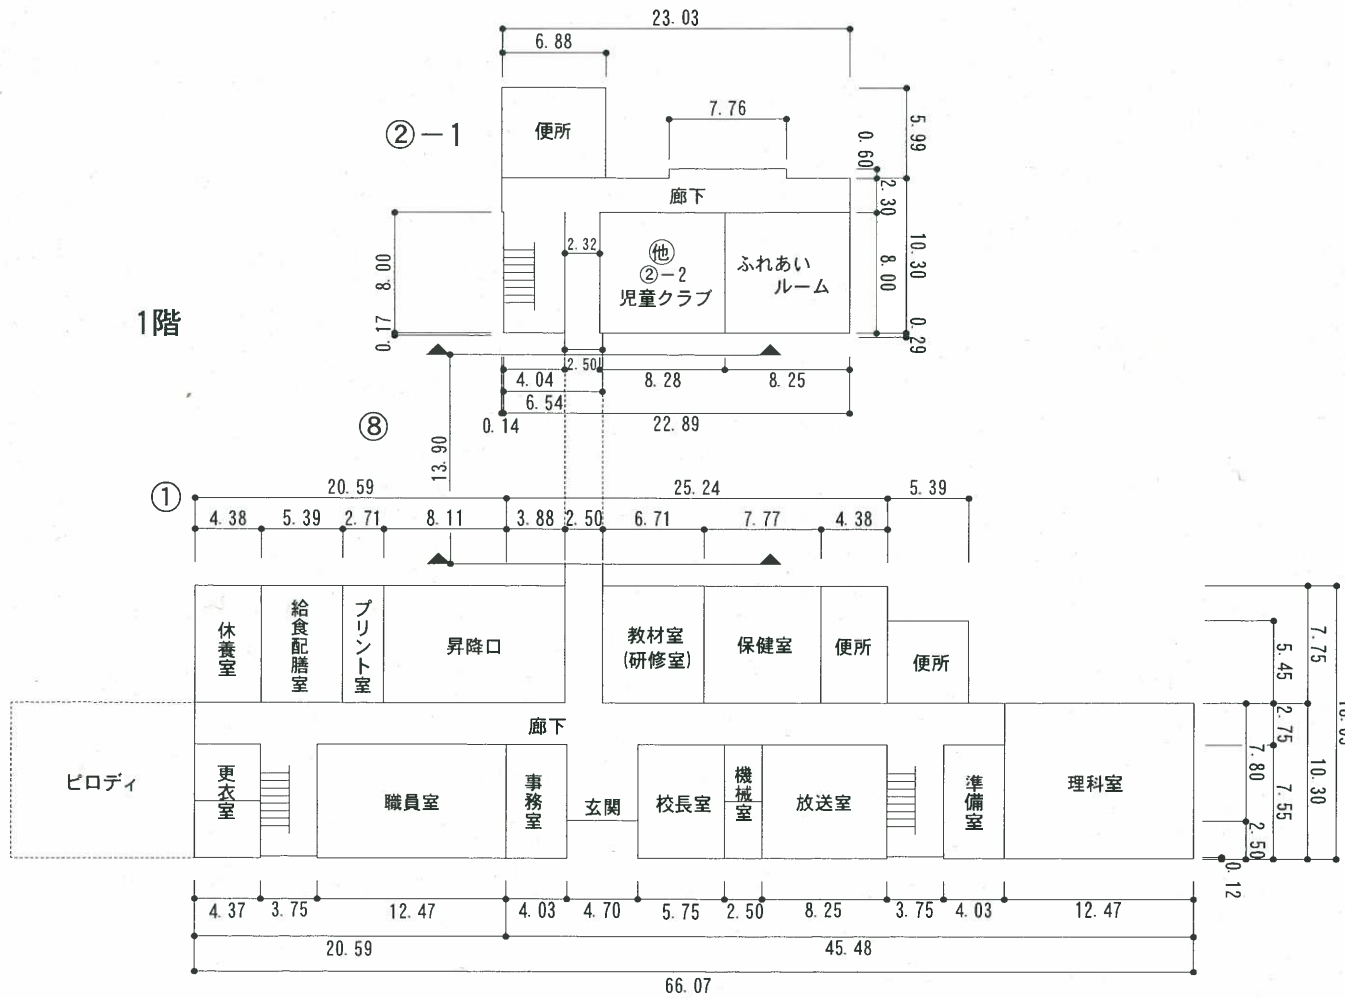 23.03
6.88
7.76
②－1
便所
5.99
0.60
2.30
廊下
2.32
他
②－2
児童クラブ
ふれあい
ルーム
8.00
0.17
10.30
8.00
0.29
1階
2.50
4.04
8.28
8.25
6.54
0.14
22.89
⑧
13.90
①
20.59
25.24
5.39
4.38
5.39
2.71
8.11
3.88
2.50
6.71
7.77
4.38
休養室
給食配膳室
プリント室
昇降口
教材室
(研修室)
保健室
便所
便所
7.75
5.45
廊下
2.75
7.80
10.30
7.55
2.50
0.12
ピロディ
更衣室
職員室
事務室
玄関
校長室
機械室
放送室
準備室
理科室
4.37
3.75
12.47
4.03
4.70
5.75
2.50
8.25
3.75
4.03
12.47
20.59
45.48
66.07